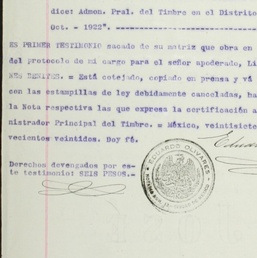 dice: Admon. Pral. del Timbre en el Distrito
Oct. - 1922".
ES PRIMER TESTIMONIO sacado de su matriz que obra en
del protocolo de mi cargo para el señor apoderado, Li
NES BENITES. = Está cotejado, copiado en prensa y vá
con las estampillas de ley debidamente canceladas, ha
la Nota respectiva las que expresa la certificación a
nistrador Principal del Timbre. = México, veintisiete
vecientos veintidos. Doy fé.
Derechos devengados por es-
te testimonio: SEIS PESOS.-
EDUARDO OLIVARES